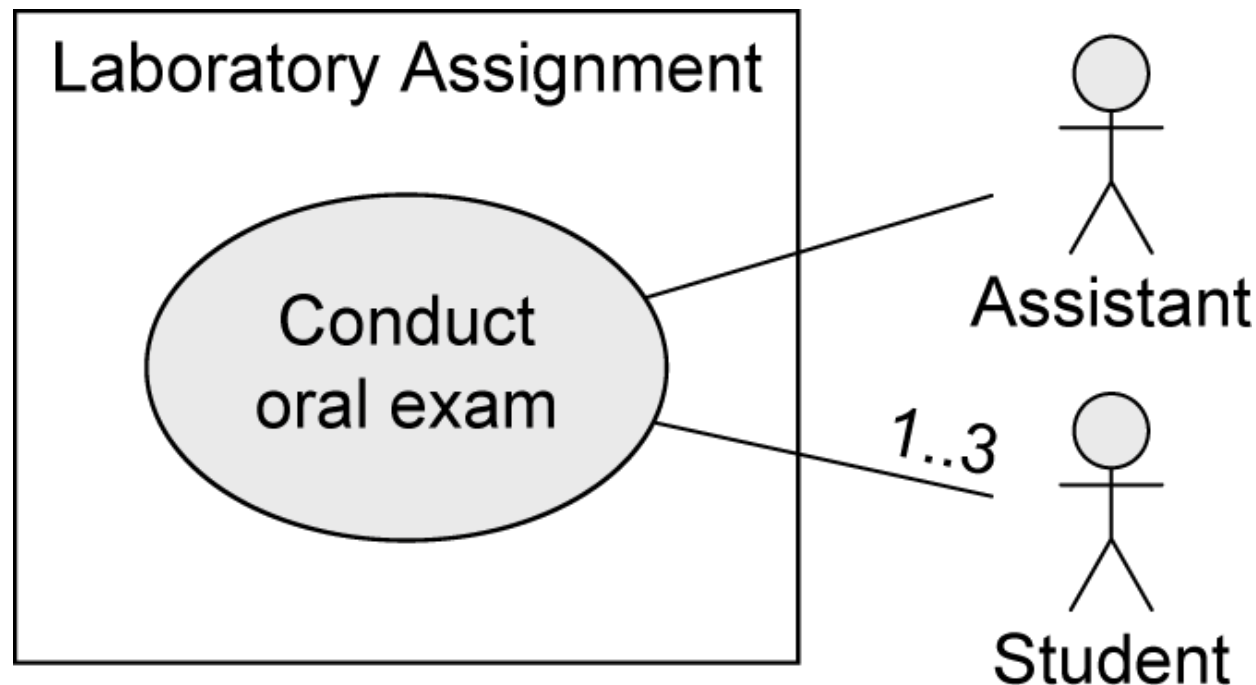 Laboratory Assignment
Conduct
oral exam
Assistant
1..3
Student